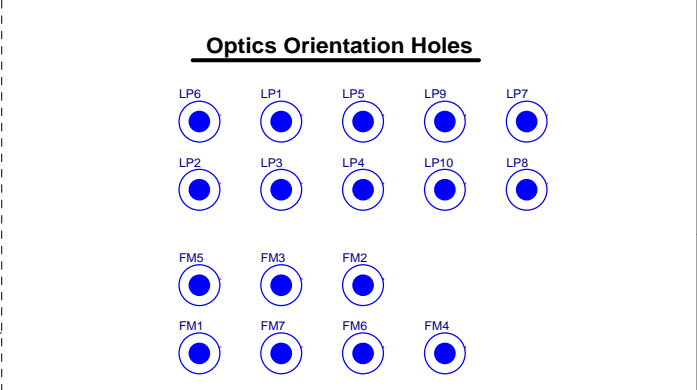 Optics Orientation Holes
LP6 LP1 LP5 LP9 LP7
LP2 LP3 LP4 LP10 LP8
FM5 FM3 FM2
FM1 FM7 FM6 FM4